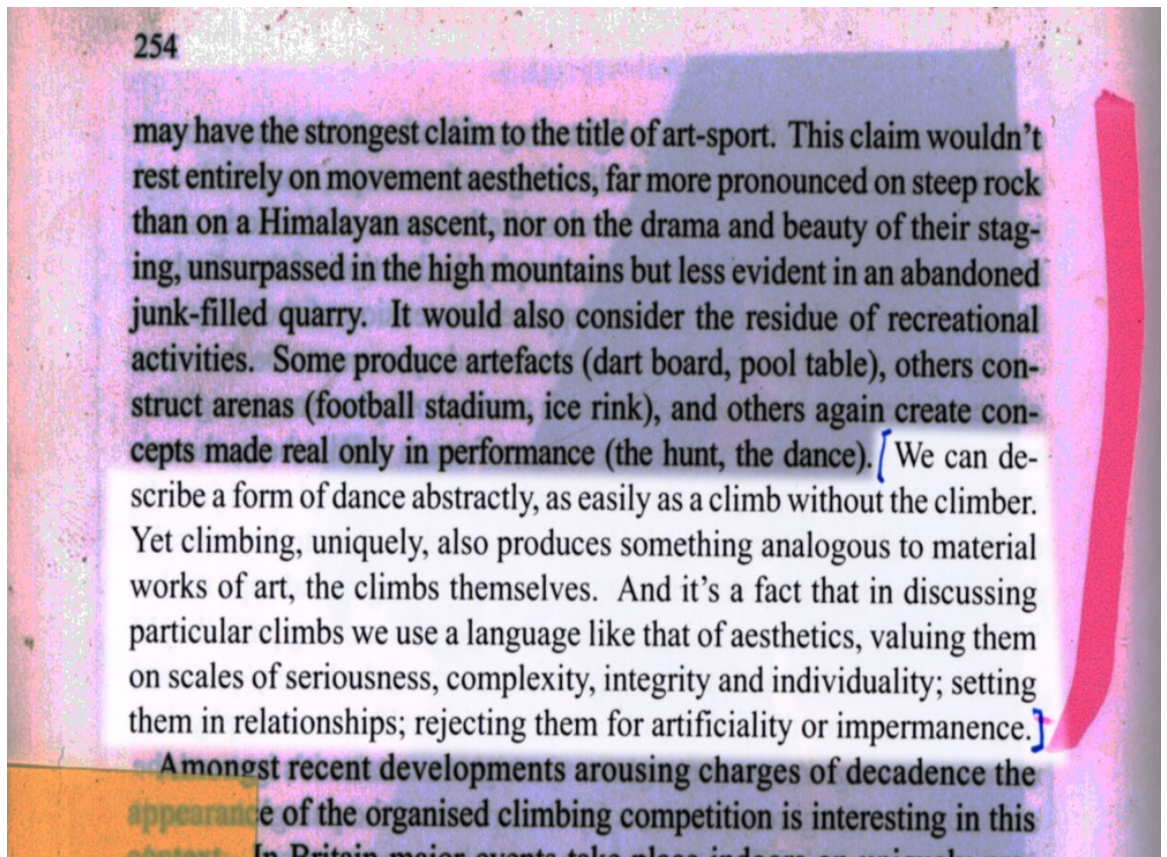 254
may have the strongest claim to the title of art-sport. This claim wouldn't
rest entirely on movement aesthetics, far more pronounced on steep rock
than on a Himalayan ascent, nor on the drama and beauty of their stag-
ing, unsurpassed in the high mountains but less evident in an abandoned
junk-filled quarry. It would also consider the residue of recreational
activities. Some produce artefacts (dart board, pool table), others con-
struct arenas (football stadium, ice rink), and others again create con-
cepts made real only in performance (the hunt, the dance). [We can de-
scribe a form of dance abstractly, as easily as a climb without the climber.
Yet climbing, uniquely, also produces something analogous to material
works of art, the climbs themselves. And it's a fact that in discussing
particular climbs we use a language like that of aesthetics, valuing them
on scales of seriousness, complexity, integrity and individuality; setting
them in relationships; rejecting them for artificiality or impermanence.]
Amongst recent developments arousing charges of decadence the
appearance of the organised climbing competition is interesting in this
context. In Britain major events take place indoors on